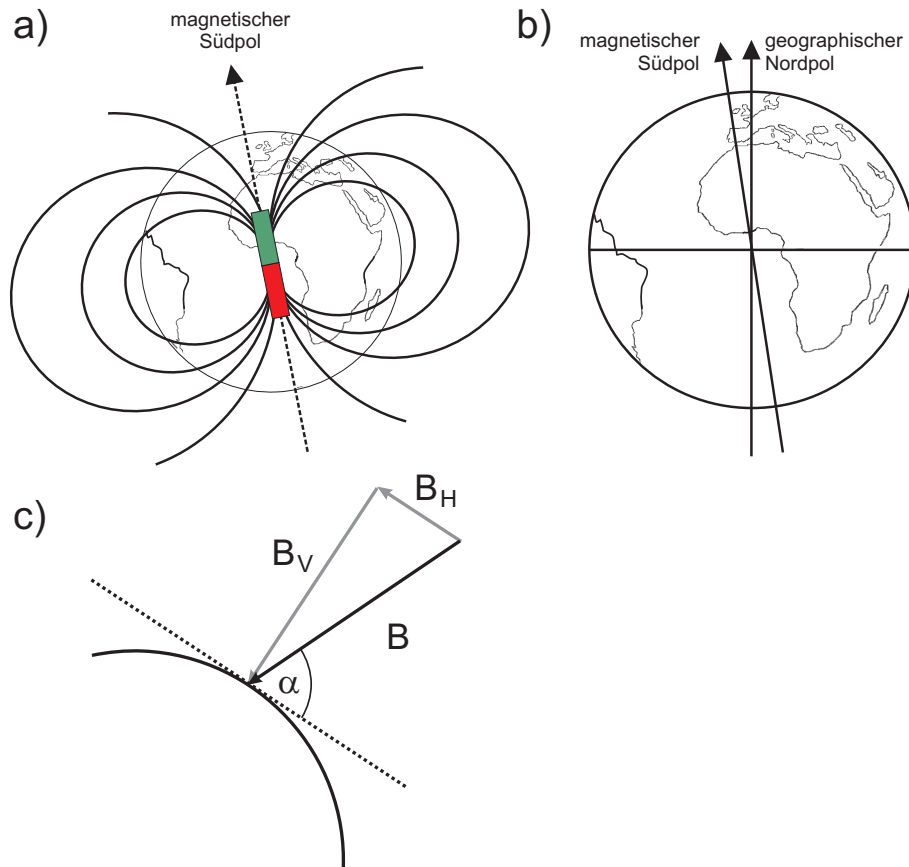 a)
magnetischer
Südpol
b)
magnetischer
Südpol
geographischer
Nordpol
c)
B_H
B_V
B
α